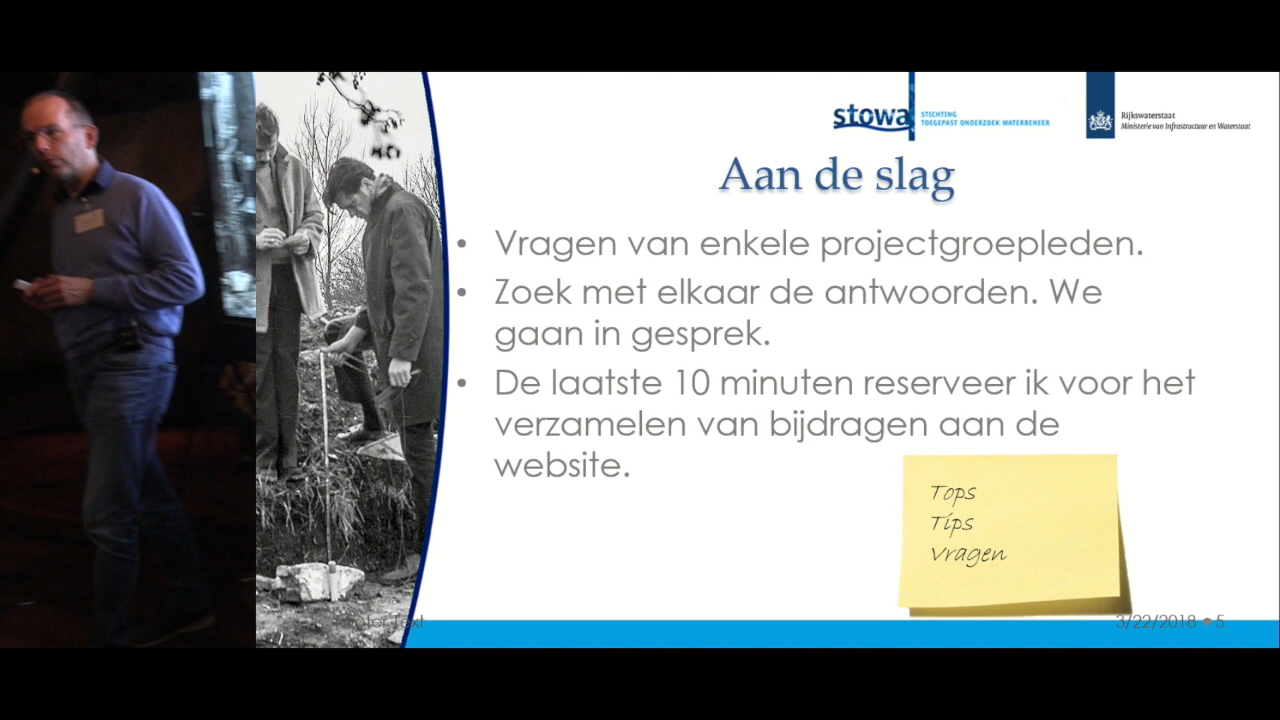 stowa
STICHTING
TOEGEPAST ONDERZOEK WATERBEHEER
Rijkswaterstaat
Ministerie van Infrastructuur en Waterstaat
Aan de slag
• Vragen van enkele projectgroepleden.
• Zoek met elkaar de antwoorden. We
gaan in gesprek.
• De laatste 10 minuten reserveer ik voor het
verzamelen van bijdragen aan de
website.
Tops
Tips
Vragen
Text
3/22/2018 • 5